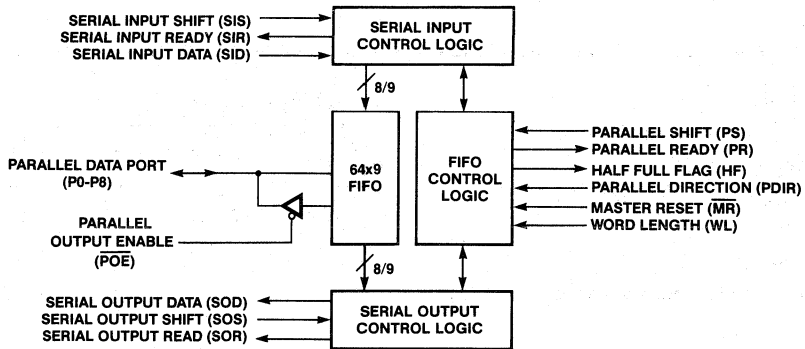 SERIAL INPUT SHIFT (SIS)
SERIAL INPUT READY (SIR)
SERIAL INPUT DATA (SID)
SERIAL INPUT
CONTROL LOGIC
8/9
PARALLEL DATA PORT
(P0-P8)
PARALLEL
OUTPUT ENABLE
(P̅O̅E̅)
64x9
FIFO
FIFO
CONTROL
LOGIC
PARALLEL SHIFT (PS)
PARALLEL READY (PR)
HALF FULL FLAG (HF)
PARALLEL DIRECTION (PDIR)
MASTER RESET (M̅R̅)
WORD LENGTH (WL)
8/9
SERIAL OUTPUT DATA (SOD)
SERIAL OUTPUT SHIFT (SOS)
SERIAL OUTPUT READ (SOR)
SERIAL OUTPUT
CONTROL LOGIC